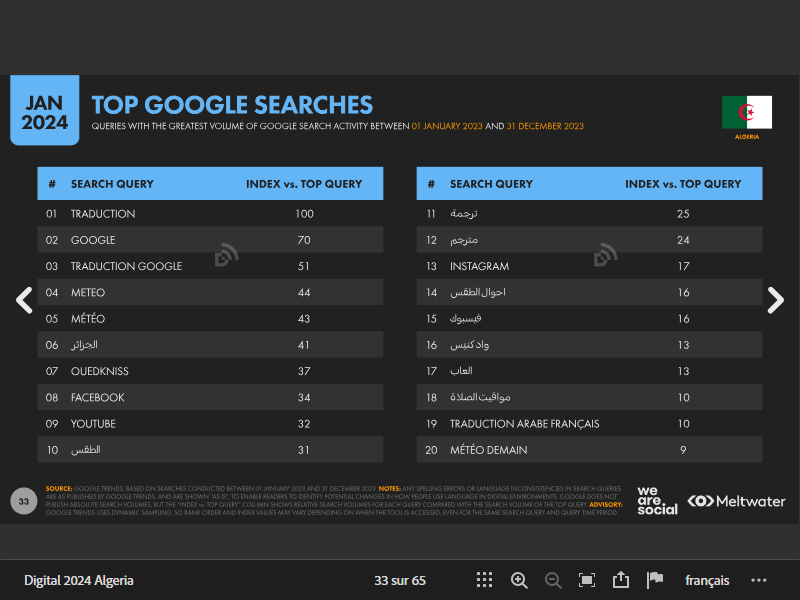 JAN
2024
TOP GOOGLE SEARCHES
QUERIES WITH THE GREATEST VOLUME OF GOOGLE SEARCH ACTIVITY BETWEEN 01 JANUARY 2023 AND 31 DECEMBER 2023
ALGERIA
# SEARCH QUERY INDEX vs. TOP QUERY
01 TRADUCTION 100
02 GOOGLE 70
03 TRADUCTION GOOGLE 51
04 METEO 44
05 MÉTÉO 43
06 الجزائر 41
07 OUEDKNISS 37
08 FACEBOOK 34
09 YOUTUBE 32
10 الطقس 31
# SEARCH QUERY INDEX vs. TOP QUERY
11 ترجمة 25
12 مترجم 24
13 INSTAGRAM 17
14 احوال الطقس 16
15 فيسبوك 16
16 واد كنيس 13
17 العاب 13
18 مواقيت الصلاة 10
19 TRADUCTION ARABE FRANÇAIS 10
20 MÉTÉO DEMAIN 9
33
SOURCE: GOOGLE TRENDS, BASED ON SEARCHES CONDUCTED BETWEEN 01 JANUARY 2023 AND 31 DECEMBER 2023. NOTES: ANY SPELLING ERRORS OR LANGUAGE INCONSISTENCIES IN SEARCH QUERIES
ARE AS PUBLISHED BY GOOGLE TRENDS, AND ARE SHOWN "AS IS", TO ENABLE READERS TO IDENTIFY POTENTIAL CHANGES IN HOW PEOPLE USE LANGUAGE IN DIGITAL ENVIRONMENTS. GOOGLE DOES NOT
PUBLISH ABSOLUTE SEARCH VOLUMES, BUT THE "INDEX vs. TOP QUERY" COLUMN SHOWS RELATIVE SEARCH VOLUMES FOR EACH QUERY COMPARED WITH THE SEARCH VOLUME OF THE TOP QUERY. ADVISORY:
GOOGLE TRENDS USES DYNAMIC SAMPLING, SO RANK ORDER AND INDEX VALUES MAY VARY DEPENDING ON WHEN THE TOOL IS ACCESSED, EVEN FOR THE SAME SEARCH QUERY AND QUERY TIME PERIOD.
we
are.
social
Meltwater
Digital 2024 Algeria
33 sur 65
français